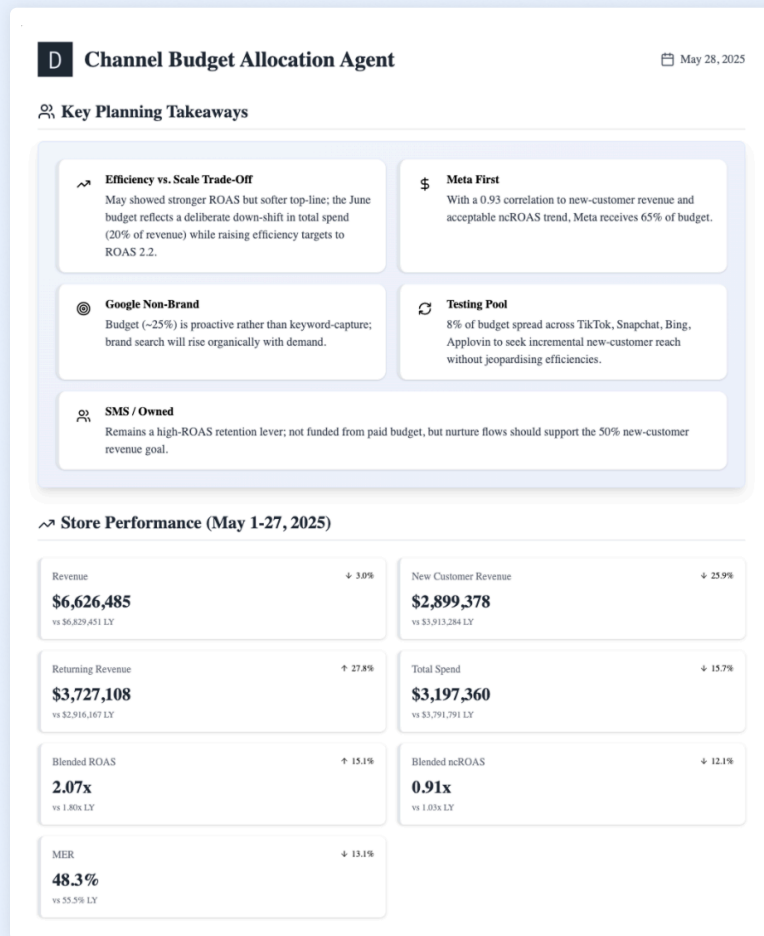 D Channel Budget Allocation Agent
May 28, 2025
Key Planning Takeaways
Efficiency vs. Scale Trade-Off
May showed stronger ROAS but softer top-line; the June
budget reflects a deliberate down-shift in total spend
(20% of revenue) while raising efficiency targets to
ROAS 2.2.
Meta First
With a 0.93 correlation to new-customer revenue and
acceptable ncROAS trend, Meta receives 65% of budget.
Google Non-Brand
Budget (~25%) is proactive rather than keyword-capture;
brand search will rise organically with demand.
Testing Pool
8% of budget spread across TikTok, Snapchat, Bing,
Applovin to seek incremental new-customer reach
without jeopardising efficiencies.
SMS / Owned
Remains a high-ROAS retention lever; not funded from paid budget, but nurture flows should support the 50% new-customer
revenue goal.
Store Performance (May 1-27, 2025)
Revenue ↓ 3.0%
$6,626,485
vs $6,829,451 LY
New Customer Revenue ↓ 25.9%
$2,899,378
vs $3,913,284 LY
Returning Revenue ↑ 27.8%
$3,727,108
vs $2,916,167 LY
Total Spend ↓ 15.7%
$3,197,360
vs $3,791,791 LY
Blended ROAS ↑ 15.1%
2.07x
vs 1.80x LY
Blended ncROAS ↓ 12.1%
0.91x
vs 1.03x LY
MER ↓ 13.1%
48.3%
vs 55.5% LY